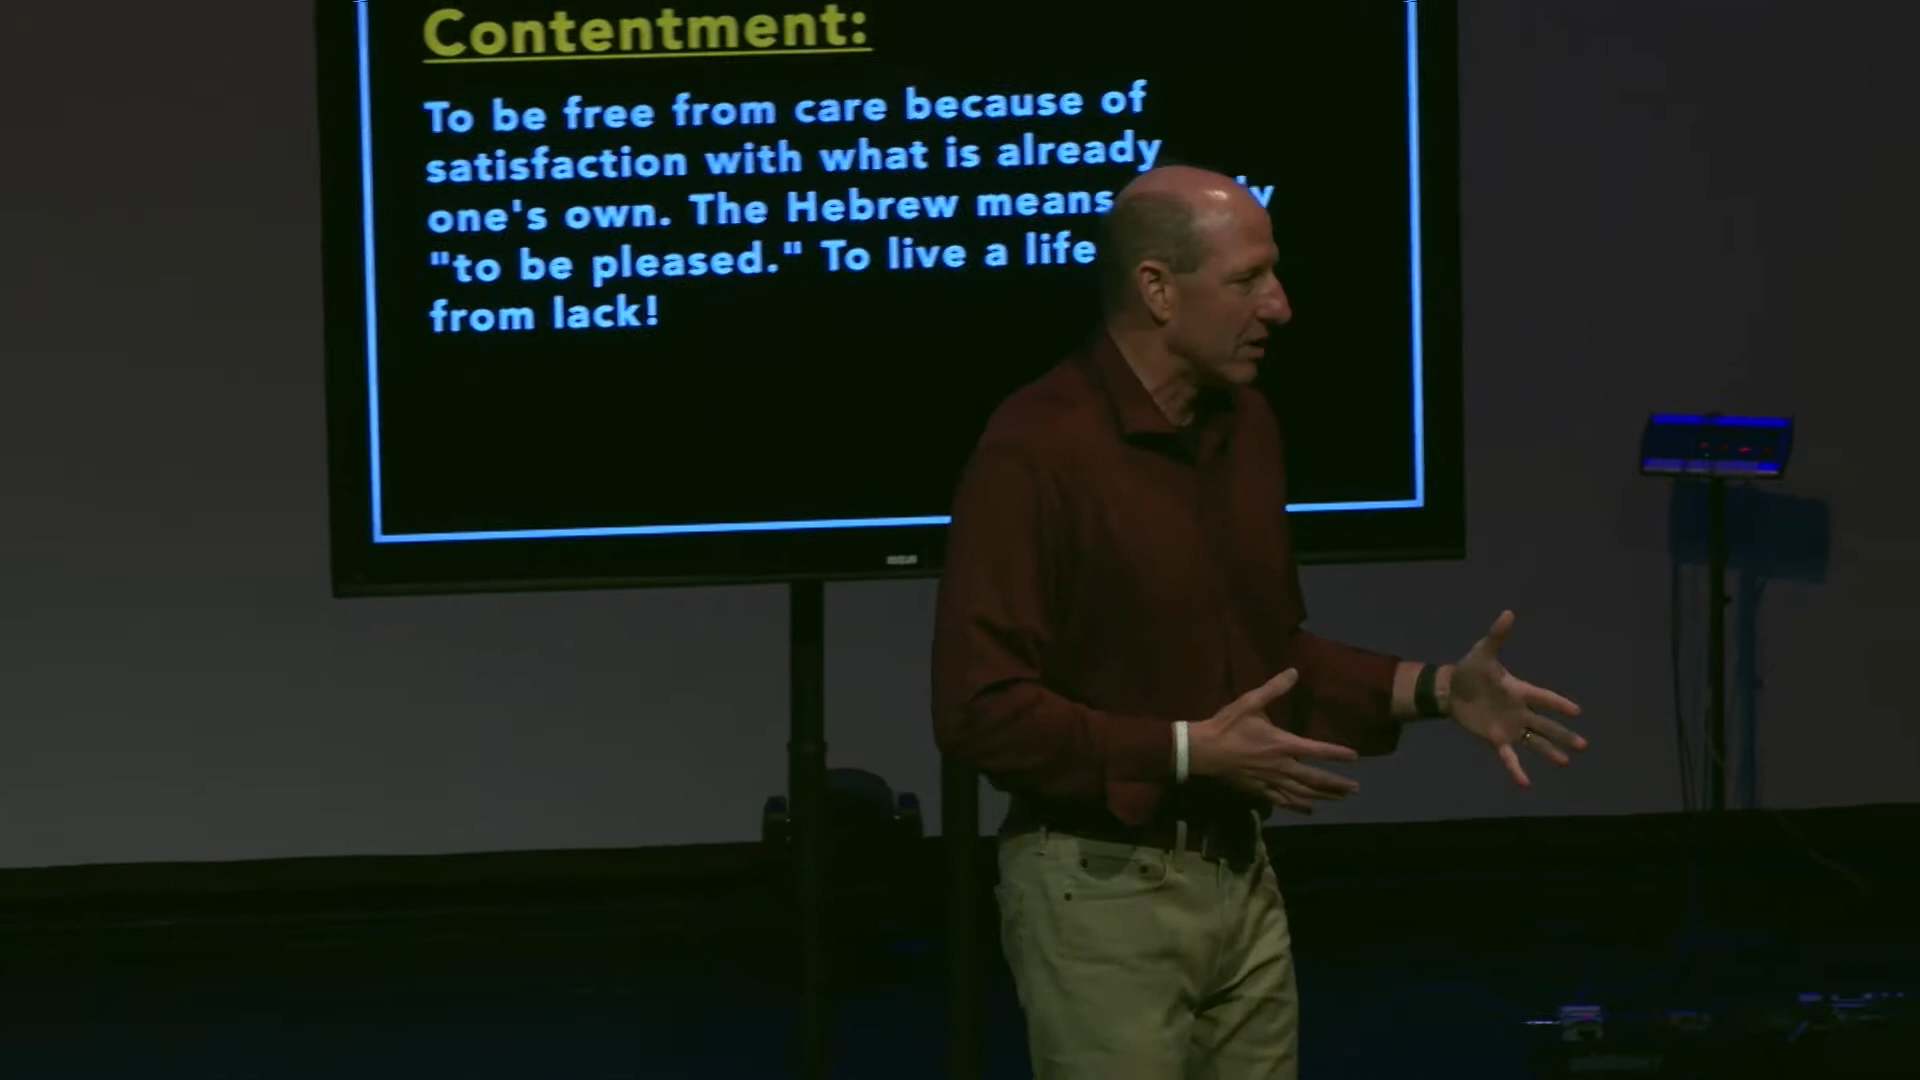 Contentment:
To be free from care because of
satisfaction with what is already
one's own. The Hebrew means
"to be pleased." To live a life
from lack!
RCA